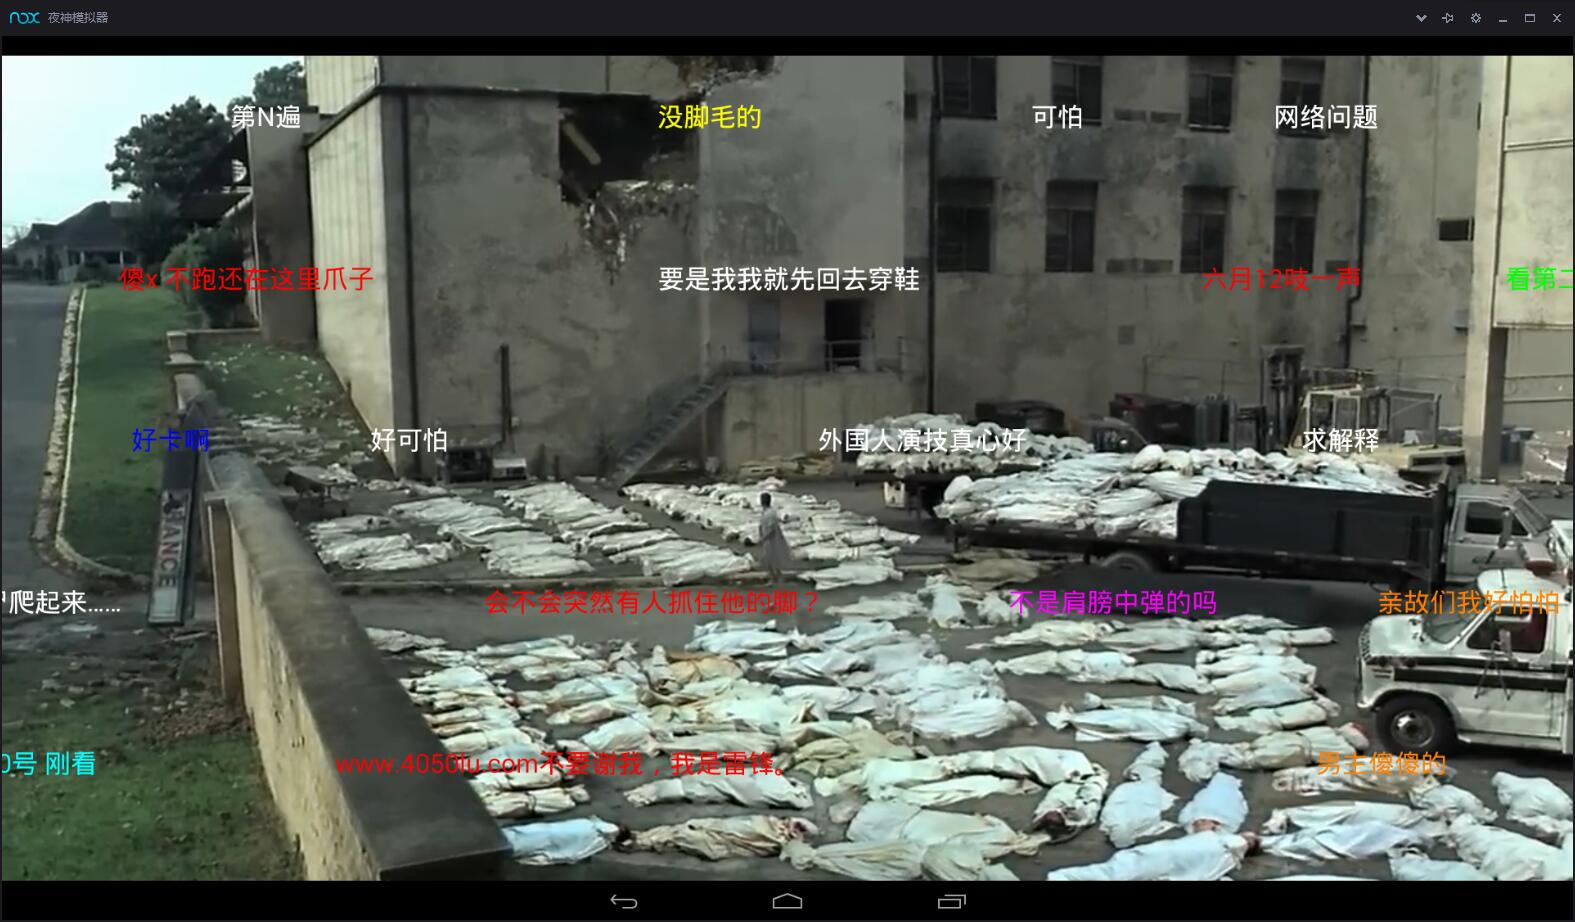 nox 夜神模拟器
第N遍 没脚毛的 可怕 网络问题
傻x 不跑还在这里爪子 要是我我就先回去穿鞋 六月12吱一声 看第二
好卡啊 好可怕 外国人演技真心好 求解释
爬起来…… 会不会突然有人抓住他的脚？ 不是肩膀中弹的吗 亲故们我好怕怕
0号 刚看 www.4050lu.com不要谢我，我是雷锋。 男主傻傻的